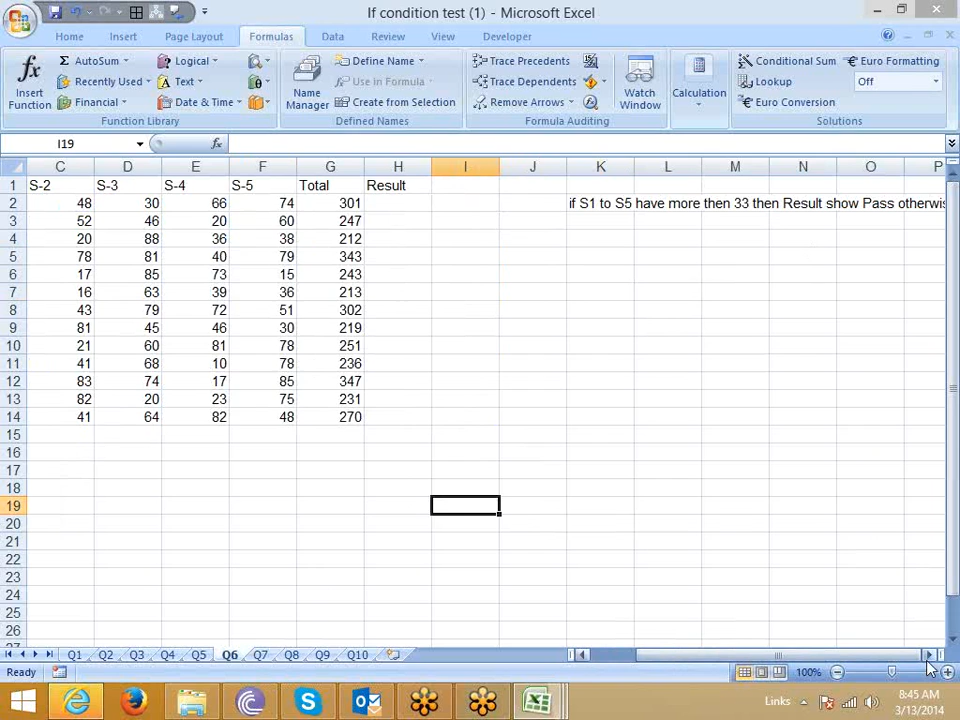 If condition test (1) - Microsoft Excel
Home Insert Page Layout Formulas Data Review View Developer
fx Insert Function
Σ AutoSum
Recently Used
Financial
Logical
Text
Date & Time
Function Library
Name Manager
Define Name
Use in Formula
Create from Selection
Defined Names
Trace Precedents
Trace Dependents
Remove Arrows
Watch Window
Formula Auditing
Calculation
Conditional Sum
Lookup
Euro Conversion
Euro Formatting
Off
Solutions
I19 fx
C D E F G H I J K L M N O P
1 S-2 S-3 S-4 S-5 Total Result
2 48 30 66 74 301 if S1 to S5 have more then 33 then Result show Pass otherwis
3 52 46 20 60 247
4 20 88 36 38 212
5 78 81 40 79 343
6 17 85 73 15 243
7 16 63 39 36 213
8 43 79 72 51 302
9 81 45 46 30 219
10 21 60 81 78 251
11 41 68 10 78 236
12 83 74 17 85 347
13 82 20 23 75 231
14 41 64 82 48 270
15
16
17
18
19
20
21
22
23
24
25
26
27
Q1 Q2 Q3 Q4 Q5 Q6 Q7 Q8 Q9 Q10
Ready 100%
Links 8:45 AM
3/13/2014